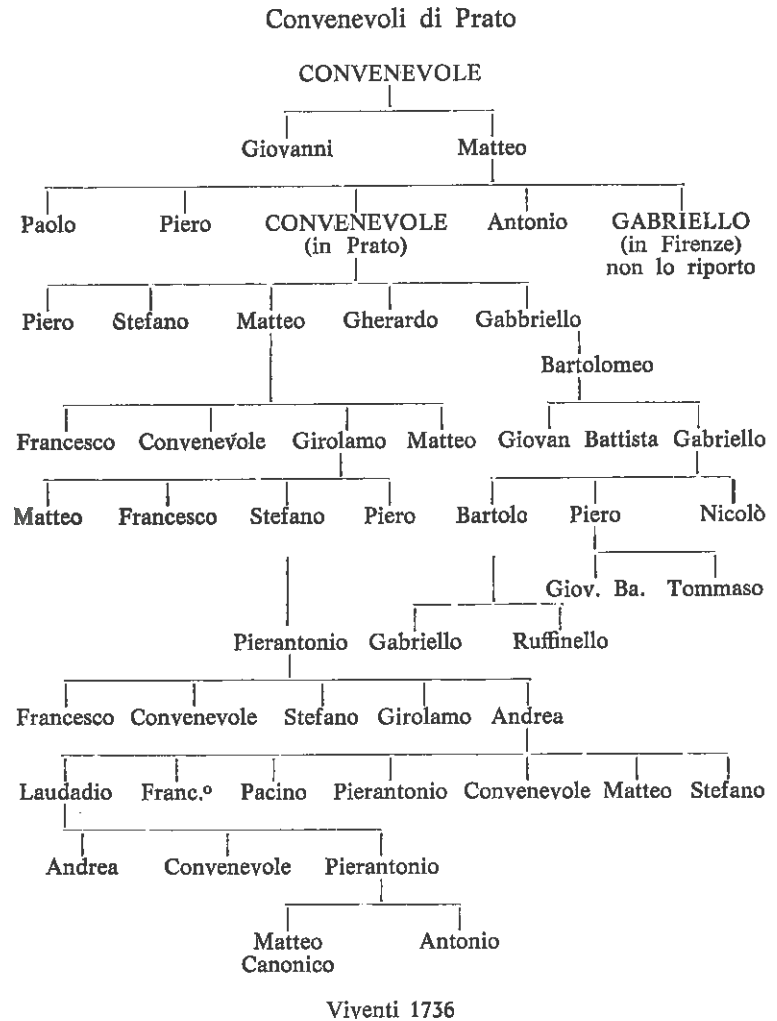 Convenevoli di Prato
CONVENEVOLE
Giovanni Matteo
Paolo Piero CONVENEVOLE Antonio GABRIELLO
(in Prato) (in Firenze)
non lo riporto
Piero Stefano Matteo Gherardo Gabbriello
Bartolomeo
Francesco Convenevole Girolamo Matteo Giovan Battista Gabriello
Matteo Francesco Stefano Piero Bartolo Piero Nicolò
Giov. Ba. Tommaso
Pierantonio Gabriello Ruffinello
Francesco Convenevole Stefano Girolamo Andrea
Laudadio Franc.º Pacino Pierantonio Convenevole Matteo Stefano
Andrea Convenevole Pierantonio
Matteo Antonio
Canonico
Viventi 1736